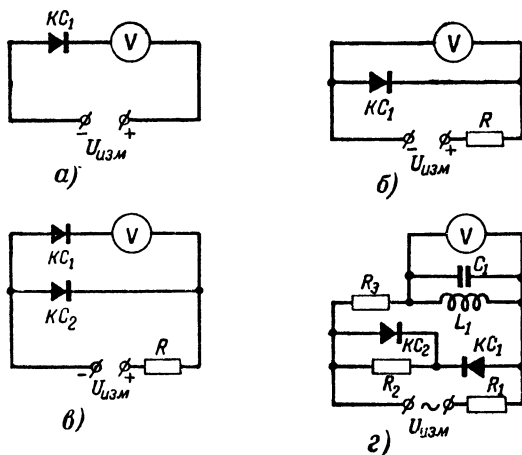 КС₁
V
− +
Uизм
а)
V
КС₁
− +
R
Uизм
б)
КС₁
V
КС₂
− +
R
Uизм
в)
V
C₁
R₃
L₁
КС₂
КС₁
R₂
R₁
~
Uизм
г)